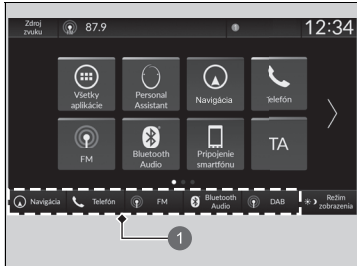 Zdroj
zvuku
87.9
12:34
Všetky
aplikácie
Personal
Assistant
Navigácia
Telefón
FM
Bluetooth
Audio
Pripojenie
smartfónu
TA
Navigácia
Telefón
FM
Bluetooth
Audio
DAB
Režim
zobrazenia
1